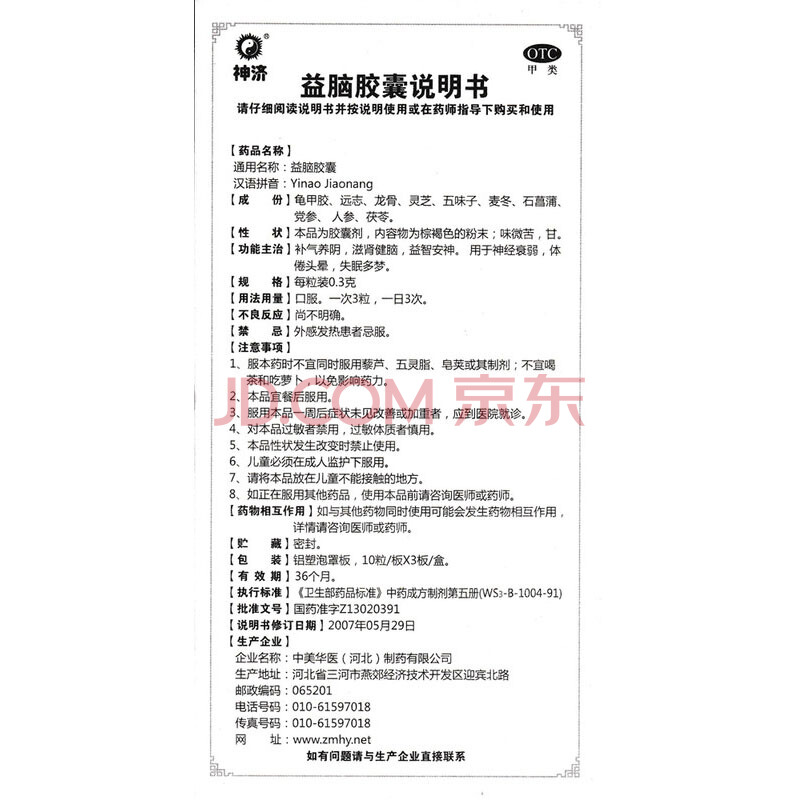 神济
OTC
甲类
益脑胶囊说明书
请仔细阅读说明书并按说明使用或在药师指导下购买和使用
【药品名称】
通用名称：益脑胶囊
汉语拼音：Yinao Jiaonang
【成 份】龟甲胶、远志、龙骨、灵芝、五味子、麦冬、石菖蒲、
党参、人参、茯苓。
【性 状】本品为胶囊剂，内容物为棕褐色的粉末；味微苦，甘。
【功能主治】补气养阴，滋肾健脑，益智安神。用于神经衰弱，体
倦头晕，失眠多梦。
【规 格】每粒装0.3克
【用法用量】口服。一次3粒，一日3次。
【不良反应】尚不明确。
【禁 忌】外感发热患者忌服。
【注意事项】
1、服本药时不宜同时服用藜芦、五灵脂、皂荚或其制剂；不宜喝
茶和吃萝卜，以免影响药力。
2、本品宜餐后服用。
3、服用本品一周后症状未见改善或加重者，应到医院就诊。
4、对本品过敏者禁用，过敏体质者慎用。
5、本品性状发生改变时禁止使用。
6、儿童必须在成人监护下服用。
7、请将本品放在儿童不能接触的地方。
8、如正在服用其他药品，使用本品前请咨询医师或药师。
【药物相互作用】如与其他药物同时使用可能会发生药物相互作用，
详情请咨询医师或药师。
【贮 藏】密封。
【包 装】铝塑泡罩板，10粒/板X3板/盒。
【有 效 期】36个月。
【执行标准】《卫生部药品标准》中药成方制剂第五册(WS₃-B-1004-91)
【批准文号】国药准字Z13020391
【说明书修订日期】2007年05月29日
【生产企业】
企业名称：中美华医（河北）制药有限公司
生产地址：河北省三河市燕郊经济技术开发区迎宾北路
邮政编码：065201
电话号码：010-61597018
传真号码：010-61597018
网 址：www.zmhy.net
如有问题请与生产企业直接联系
JD.COM 京东